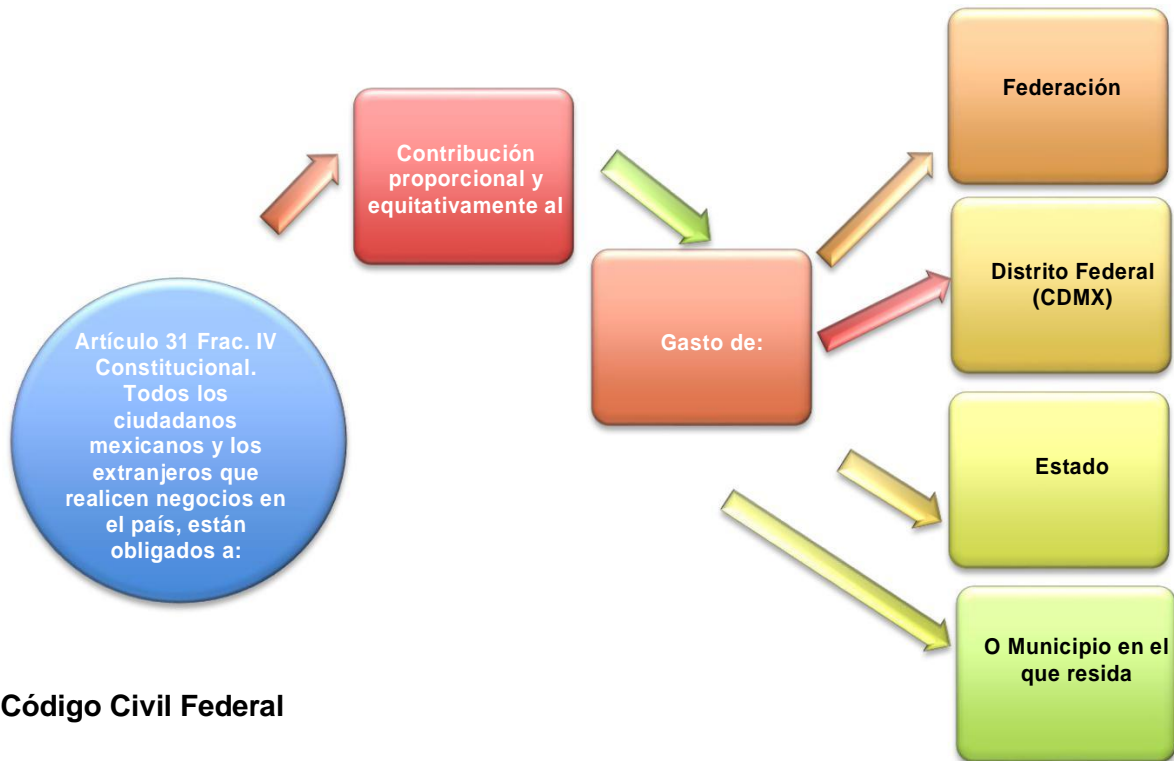 Artículo 31 Frac. IV
Constitucional.
Todos los
ciudadanos
mexicanos y los
extranjeros que
realicen negocios en
el país, están
obligados a:
Contribución
proporcional y
equitativamente al
Gasto de:
Federación
Distrito Federal
(CDMX)
Estado
O Municipio en el
que resida
Código Civil Federal